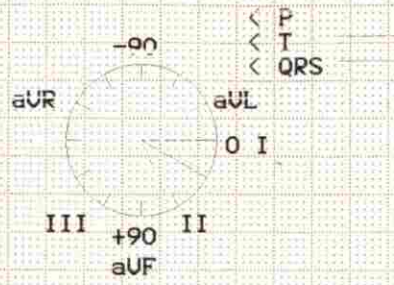 < P
< T
< QRS
-90
aVR aVL
0 I
III II
+90
aVF